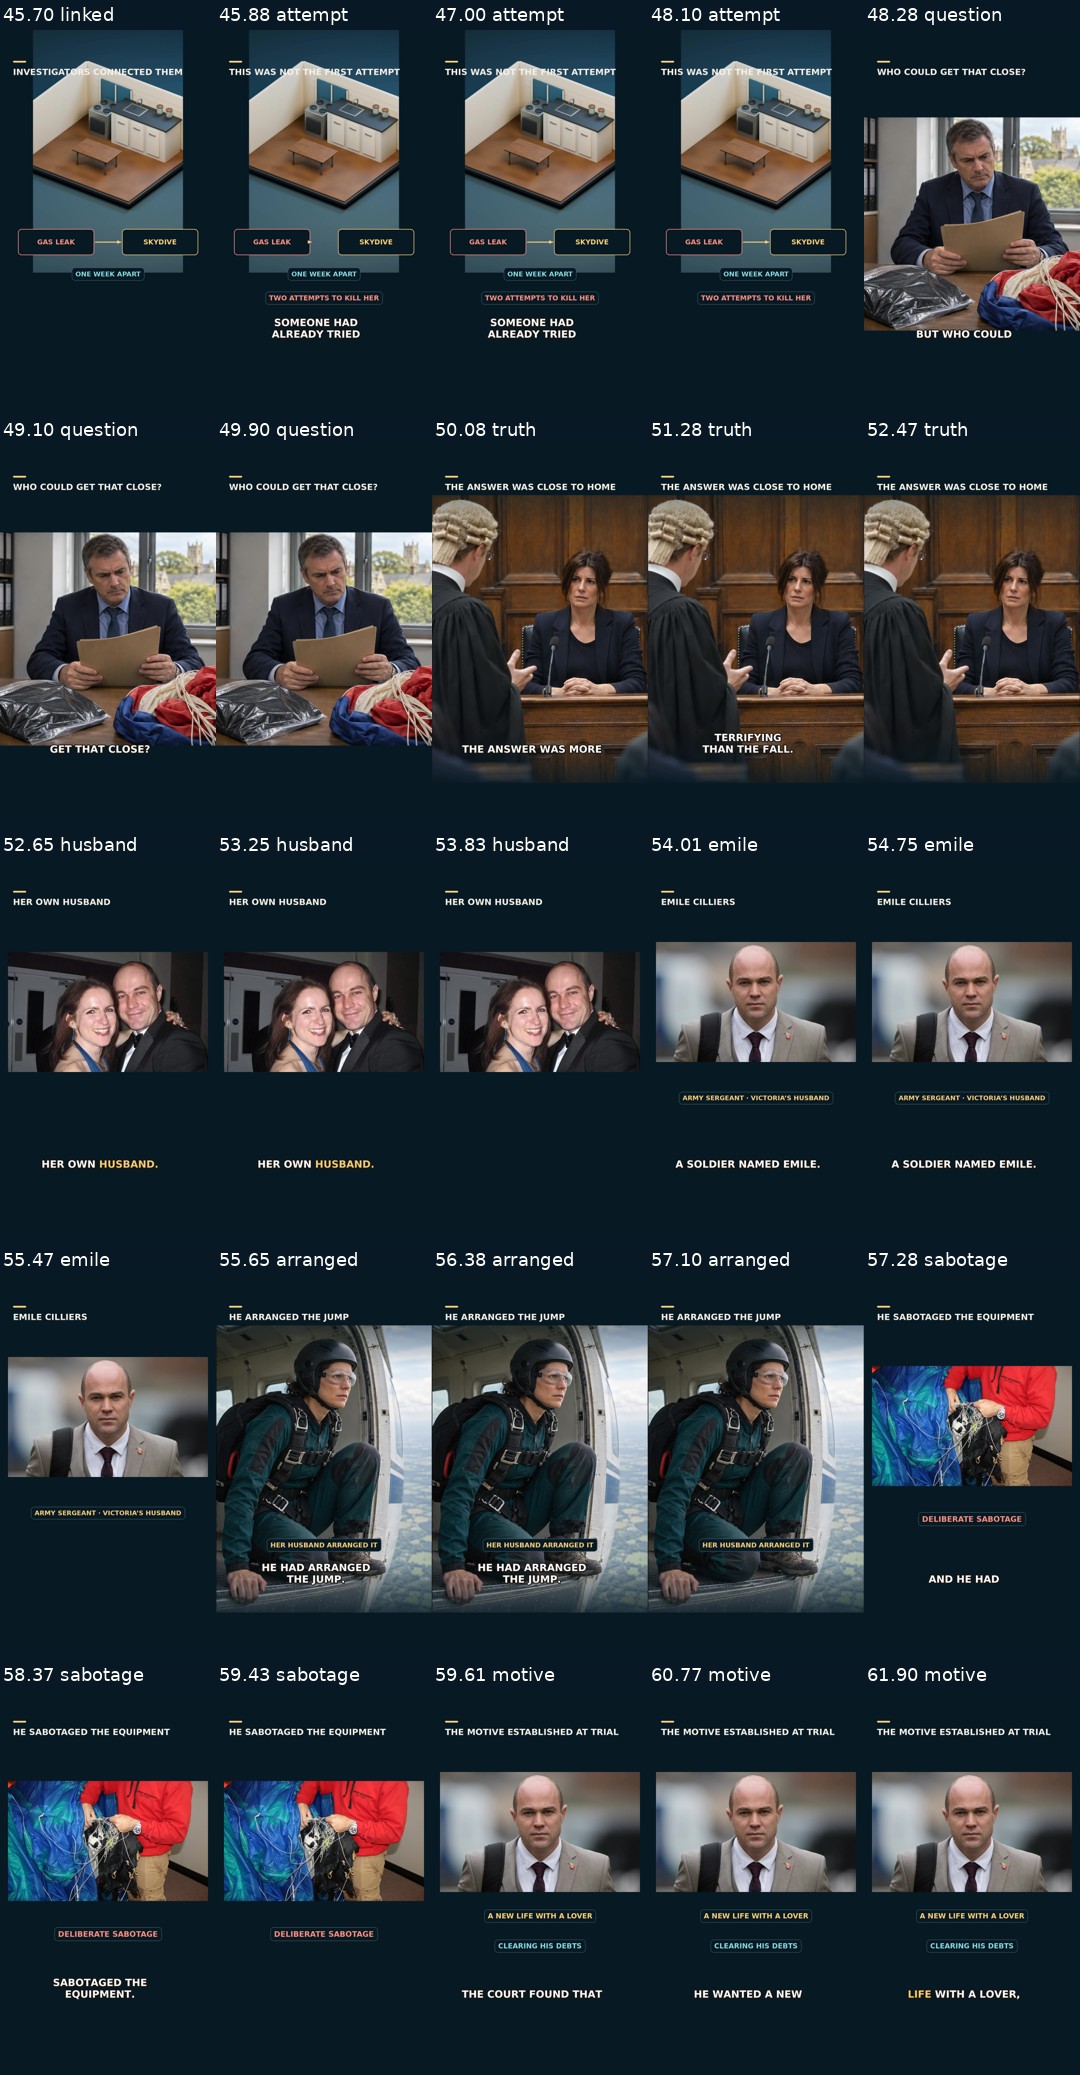 45.70 linked
INVESTIGATORS CONNECTED THEM
GAS LEAK
SKYDIVE
ONE WEEK APART
45.88 attempt
THIS WAS NOT THE FIRST ATTEMPT
GAS LEAK
SKYDIVE
ONE WEEK APART
TWO ATTEMPTS TO KILL HER
SOMEONE HAD
ALREADY TRIED
47.00 attempt
THIS WAS NOT THE FIRST ATTEMPT
GAS LEAK
SKYDIVE
ONE WEEK APART
TWO ATTEMPTS TO KILL HER
SOMEONE HAD
ALREADY TRIED
48.10 attempt
THIS WAS NOT THE FIRST ATTEMPT
GAS LEAK
SKYDIVE
ONE WEEK APART
TWO ATTEMPTS TO KILL HER
48.28 question
WHO COULD GET THAT CLOSE?
BUT WHO COULD
49.10 question
WHO COULD GET THAT CLOSE?
GET THAT CLOSE?
49.90 question
WHO COULD GET THAT CLOSE?
50.08 truth
THE ANSWER WAS CLOSE TO HOME
THE ANSWER WAS MORE
51.28 truth
THE ANSWER WAS CLOSE TO HOME
TERRIFYING
THAN THE FALL.
52.47 truth
THE ANSWER WAS CLOSE TO HOME
52.65 husband
HER OWN HUSBAND
HER OWN HUSBAND.
53.25 husband
HER OWN HUSBAND
HER OWN HUSBAND.
53.83 husband
HER OWN HUSBAND
54.01 emile
EMILE CILLIERS
ARMY SERGEANT · VICTORIA'S HUSBAND
A SOLDIER NAMED EMILE.
54.75 emile
EMILE CILLIERS
ARMY SERGEANT · VICTORIA'S HUSBAND
A SOLDIER NAMED EMILE.
55.47 emile
EMILE CILLIERS
ARMY SERGEANT · VICTORIA'S HUSBAND
55.65 arranged
HE ARRANGED THE JUMP
HER HUSBAND ARRANGED IT
HE HAD ARRANGED
THE JUMP.
56.38 arranged
HE ARRANGED THE JUMP
HER HUSBAND ARRANGED IT
HE HAD ARRANGED
THE JUMP.
57.10 arranged
HE ARRANGED THE JUMP
HER HUSBAND ARRANGED IT
57.28 sabotage
HE SABOTAGED THE EQUIPMENT
DELIBERATE SABOTAGE
AND HE HAD
58.37 sabotage
HE SABOTAGED THE EQUIPMENT
DELIBERATE SABOTAGE
SABOTAGED THE
EQUIPMENT.
59.43 sabotage
HE SABOTAGED THE EQUIPMENT
DELIBERATE SABOTAGE
59.61 motive
THE MOTIVE ESTABLISHED AT TRIAL
A NEW LIFE WITH A LOVER
CLEARING HIS DEBTS
THE COURT FOUND THAT
60.77 motive
THE MOTIVE ESTABLISHED AT TRIAL
A NEW LIFE WITH A LOVER
CLEARING HIS DEBTS
HE WANTED A NEW
61.90 motive
THE MOTIVE ESTABLISHED AT TRIAL
A NEW LIFE WITH A LOVER
CLEARING HIS DEBTS
LIFE WITH A LOVER,